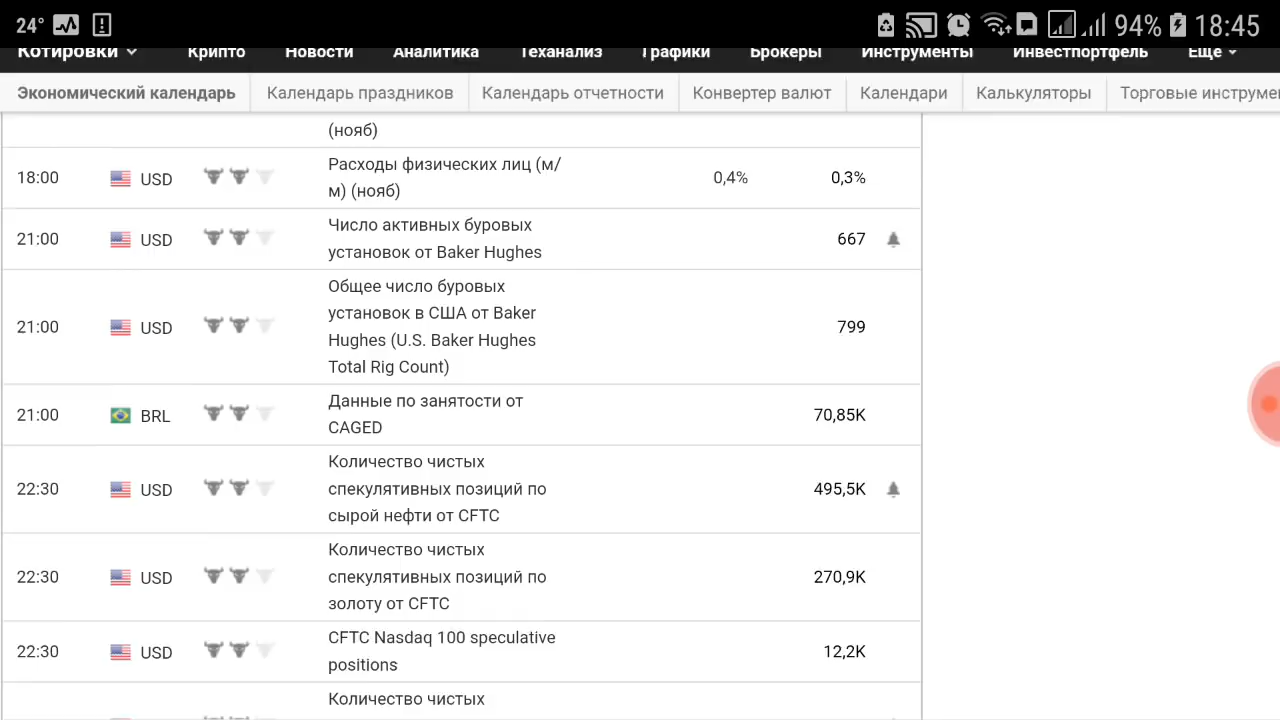 24°
94% 18:45
Котировки Крипто Новости Аналитика Теханализ Графики Брокеры Инструменты Инвестпортфель Еще
Экономический календарь Календарь праздников Календарь отчетности Конвертер валют Календари Калькуляторы Торговые инструме
(нояб)
18:00 USD Расходы физических лиц (м/ 0,4% 0,3%
м) (нояб)
21:00 USD Число активных буровых 667
установок от Baker Hughes
Общее число буровых
установок в США от Baker
21:00 USD Hughes (U.S. Baker Hughes 799
Total Rig Count)
21:00 BRL Данные по занятости от 70,85K
CAGED
Количество чистых
22:30 USD спекулятивных позиций по 495,5K
сырой нефти от CFTC
Количество чистых
22:30 USD спекулятивных позиций по 270,9K
золоту от CFTC
22:30 USD CFTC Nasdaq 100 speculative 12,2K
positions
Количество чистых